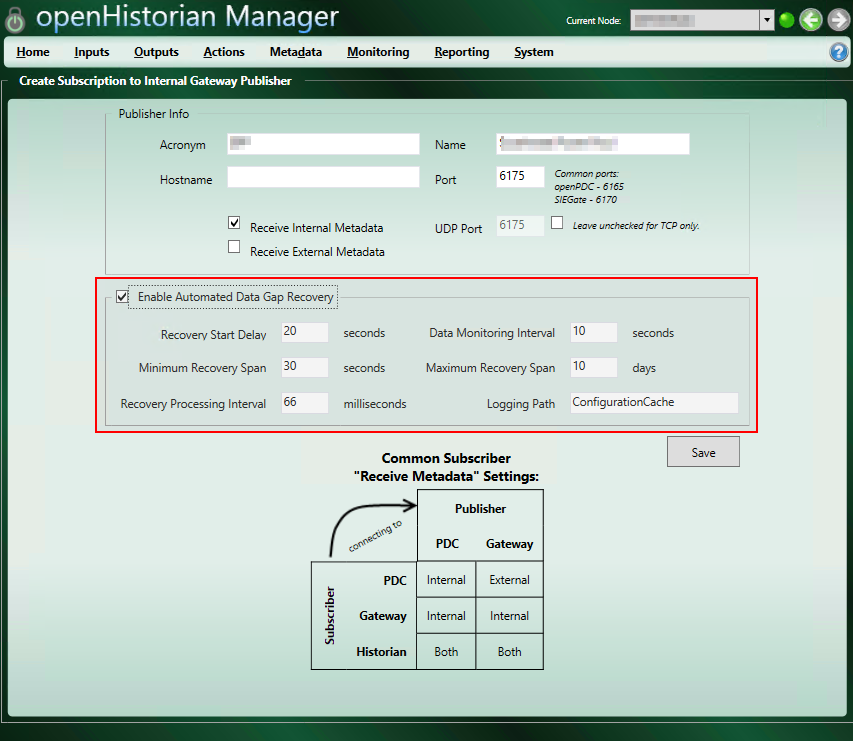 openHistorian Manager
Current Node:
Home Inputs Outputs Actions Metadata Monitoring Reporting System
?
Create Subscription to Internal Gateway Publisher
Publisher Info
Acronym Name
Hostname Port 6175 Common ports:
openPDC - 6165
SIEGate - 6170
Receive Internal Metadata UDP Port 6175 Leave unchecked for TCP only.
Receive External Metadata
Enable Automated Data Gap Recovery
Recovery Start Delay 20 seconds Data Monitoring Interval 10 seconds
Minimum Recovery Span 30 seconds Maximum Recovery Span 10 days
Recovery Processing Interval 66 milliseconds Logging Path ConfigurationCache
Save
Common Subscriber
"Receive Metadata" Settings:
Publisher
connecting to
PDC Gateway
Subscriber
PDC Internal External
Gateway Internal Internal
Historian Both Both